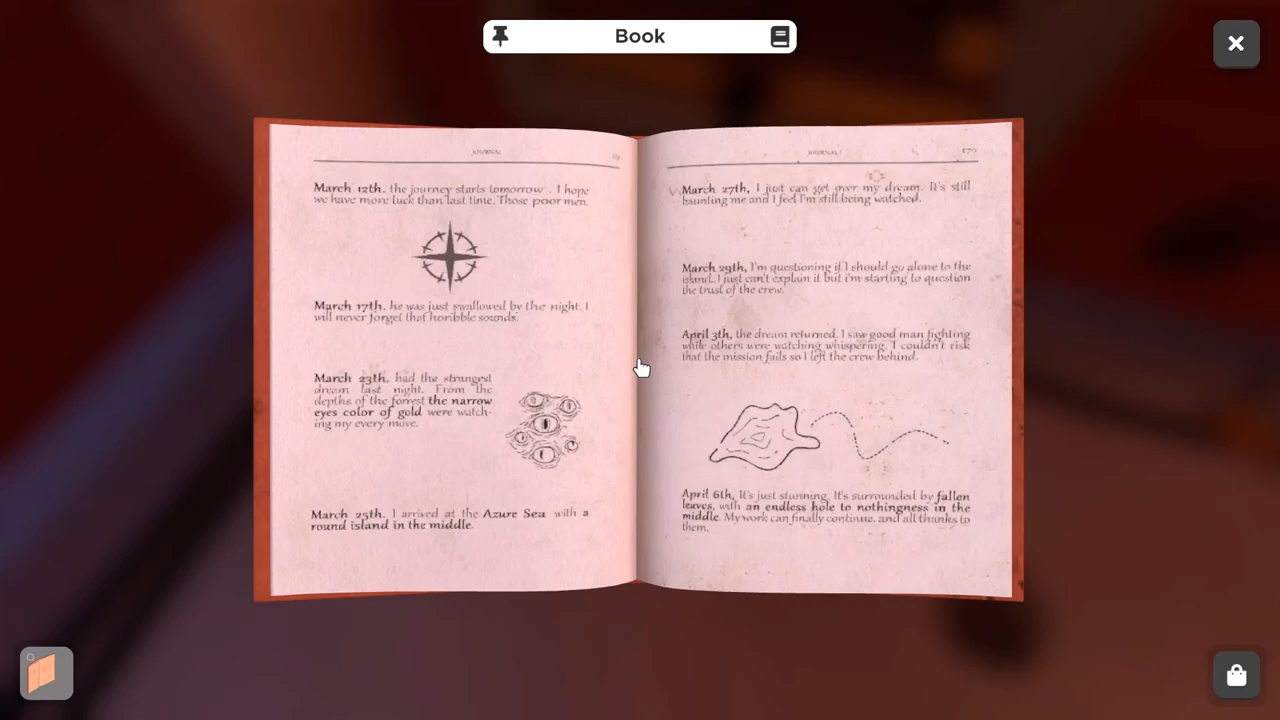 Book
JOURNAL
March 12th, the journey starts tomorrow . I hope
we have more luck than last time. Those poor men.
March 17th, he was just swallowed by the night. I
will never forget that horibble sounds.
March 23th, had the strangest
dream last night. From the
depths of the forrest the narrow
eyes color of gold were watch-
ing my every move.
March 25th. I arrived at the Azure Sea with a
round island in the middle.
JOURNAL
March 27th, I just can get over my dream. It's still
haunting me and I feel I'm still being watched.
March 29th, I'm questioning if I should go alone to the
island. I just can't explain it but i'm starting to question
the trust of the crew.
April 3th, the dream returned. I saw good man fighting
while others were watching whispering. I couldn't risk
that the mission fails so I left the crew behind.
April 6th, It's just stunning. It's surrounded by fallen
leaves, with an endless hole to nothingness in the
middle. My work can finally continue, and all thanks to
them.